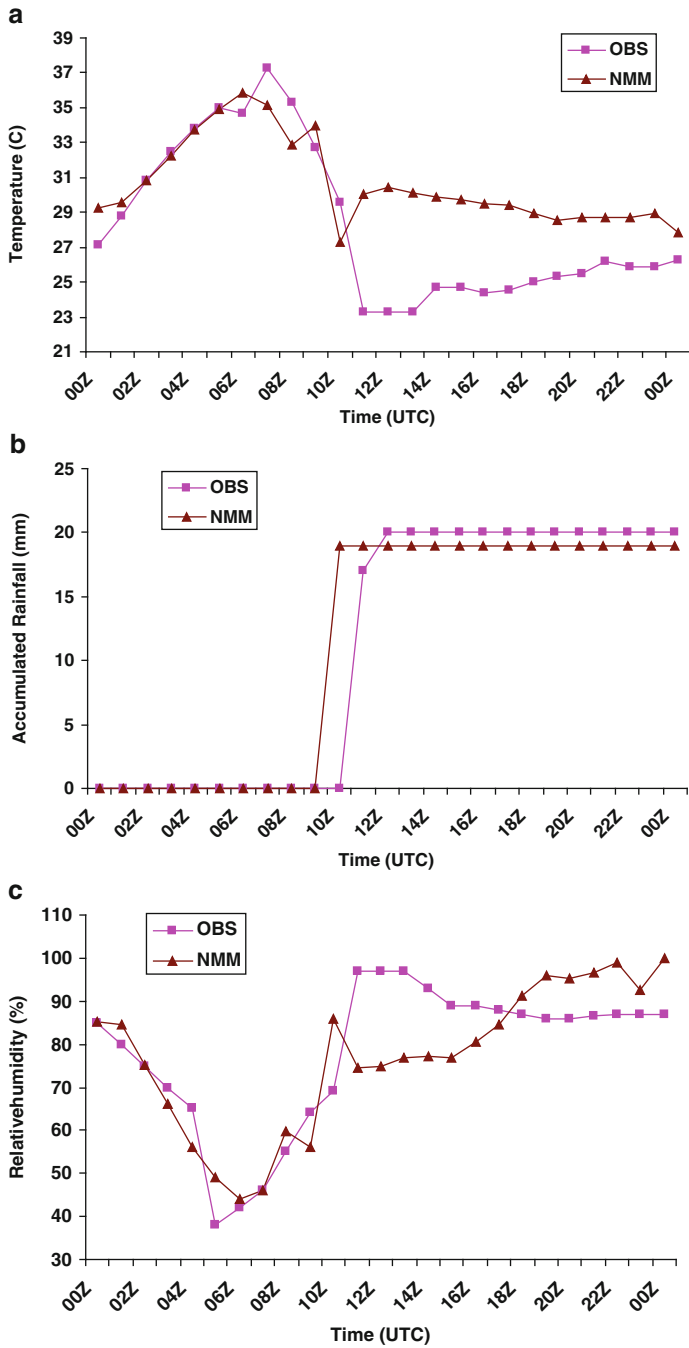 a
39
37
35
33
31
29
27
25
23
21
Temperature (C)
OBS
NMM
00Z 02Z 04Z 06Z 08Z 10Z 12Z 14Z 16Z 18Z 20Z 22Z 00Z
Time (UTC)
b
25
20
15
10
5
0
Accumulated Rainfall (mm)
OBS
NMM
00Z 02Z 04Z 06Z 08Z 10Z 12Z 14Z 16Z 18Z 20Z 22Z 00Z
Time (UTC)
c
110
100
90
80
70
60
50
40
30
Relativehumidity (%)
OBS
NMM
00Z 02Z 04Z 06Z 08Z 10Z 12Z 14Z 16Z 18Z 20Z 22Z 00Z
Time (UTC)